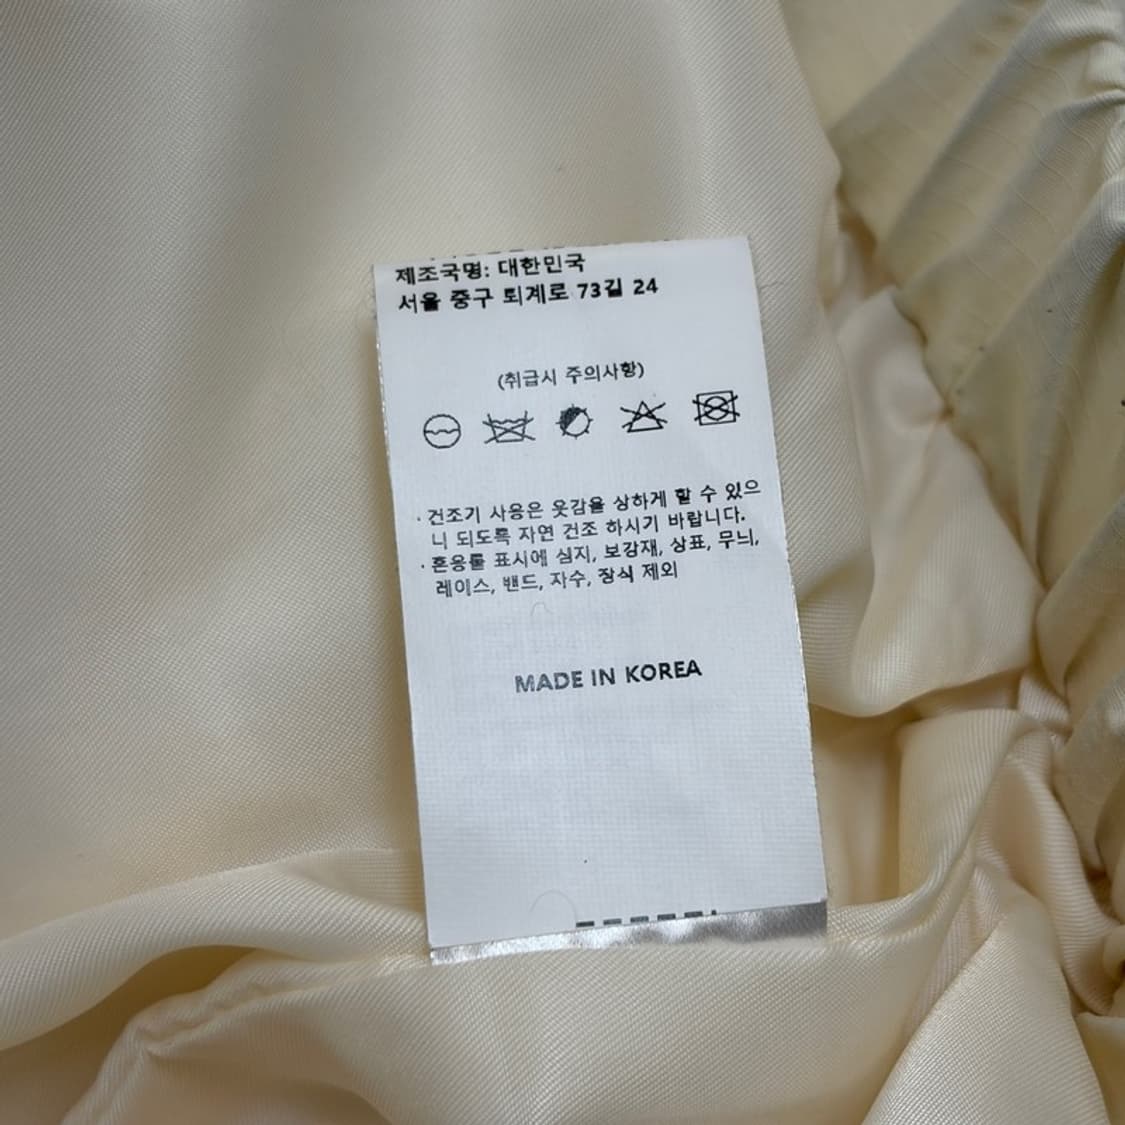 제조국명: 대한민국
서울 중구 퇴계로 73길 24
(취급시 주의사항)
· 건조기 사용은 옷감을 상하게 할 수 있으
니 되도록 자연 건조 하시기 바랍니다.
· 혼용률 표시에 심지, 보강재, 상표, 무늬,
레이스, 밴드, 자수, 장식 제외
MADE IN KOREA